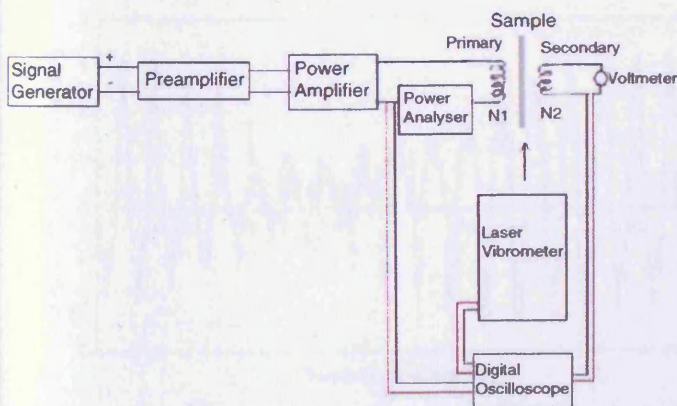 Sample
Primary
Secondary
+
-
Signal
Generator
Preamplifier
Power
Amplifier
Power
Analyser
N1
N2
Voltmeter
Laser
Vibrometer
Digital
Oscilloscope